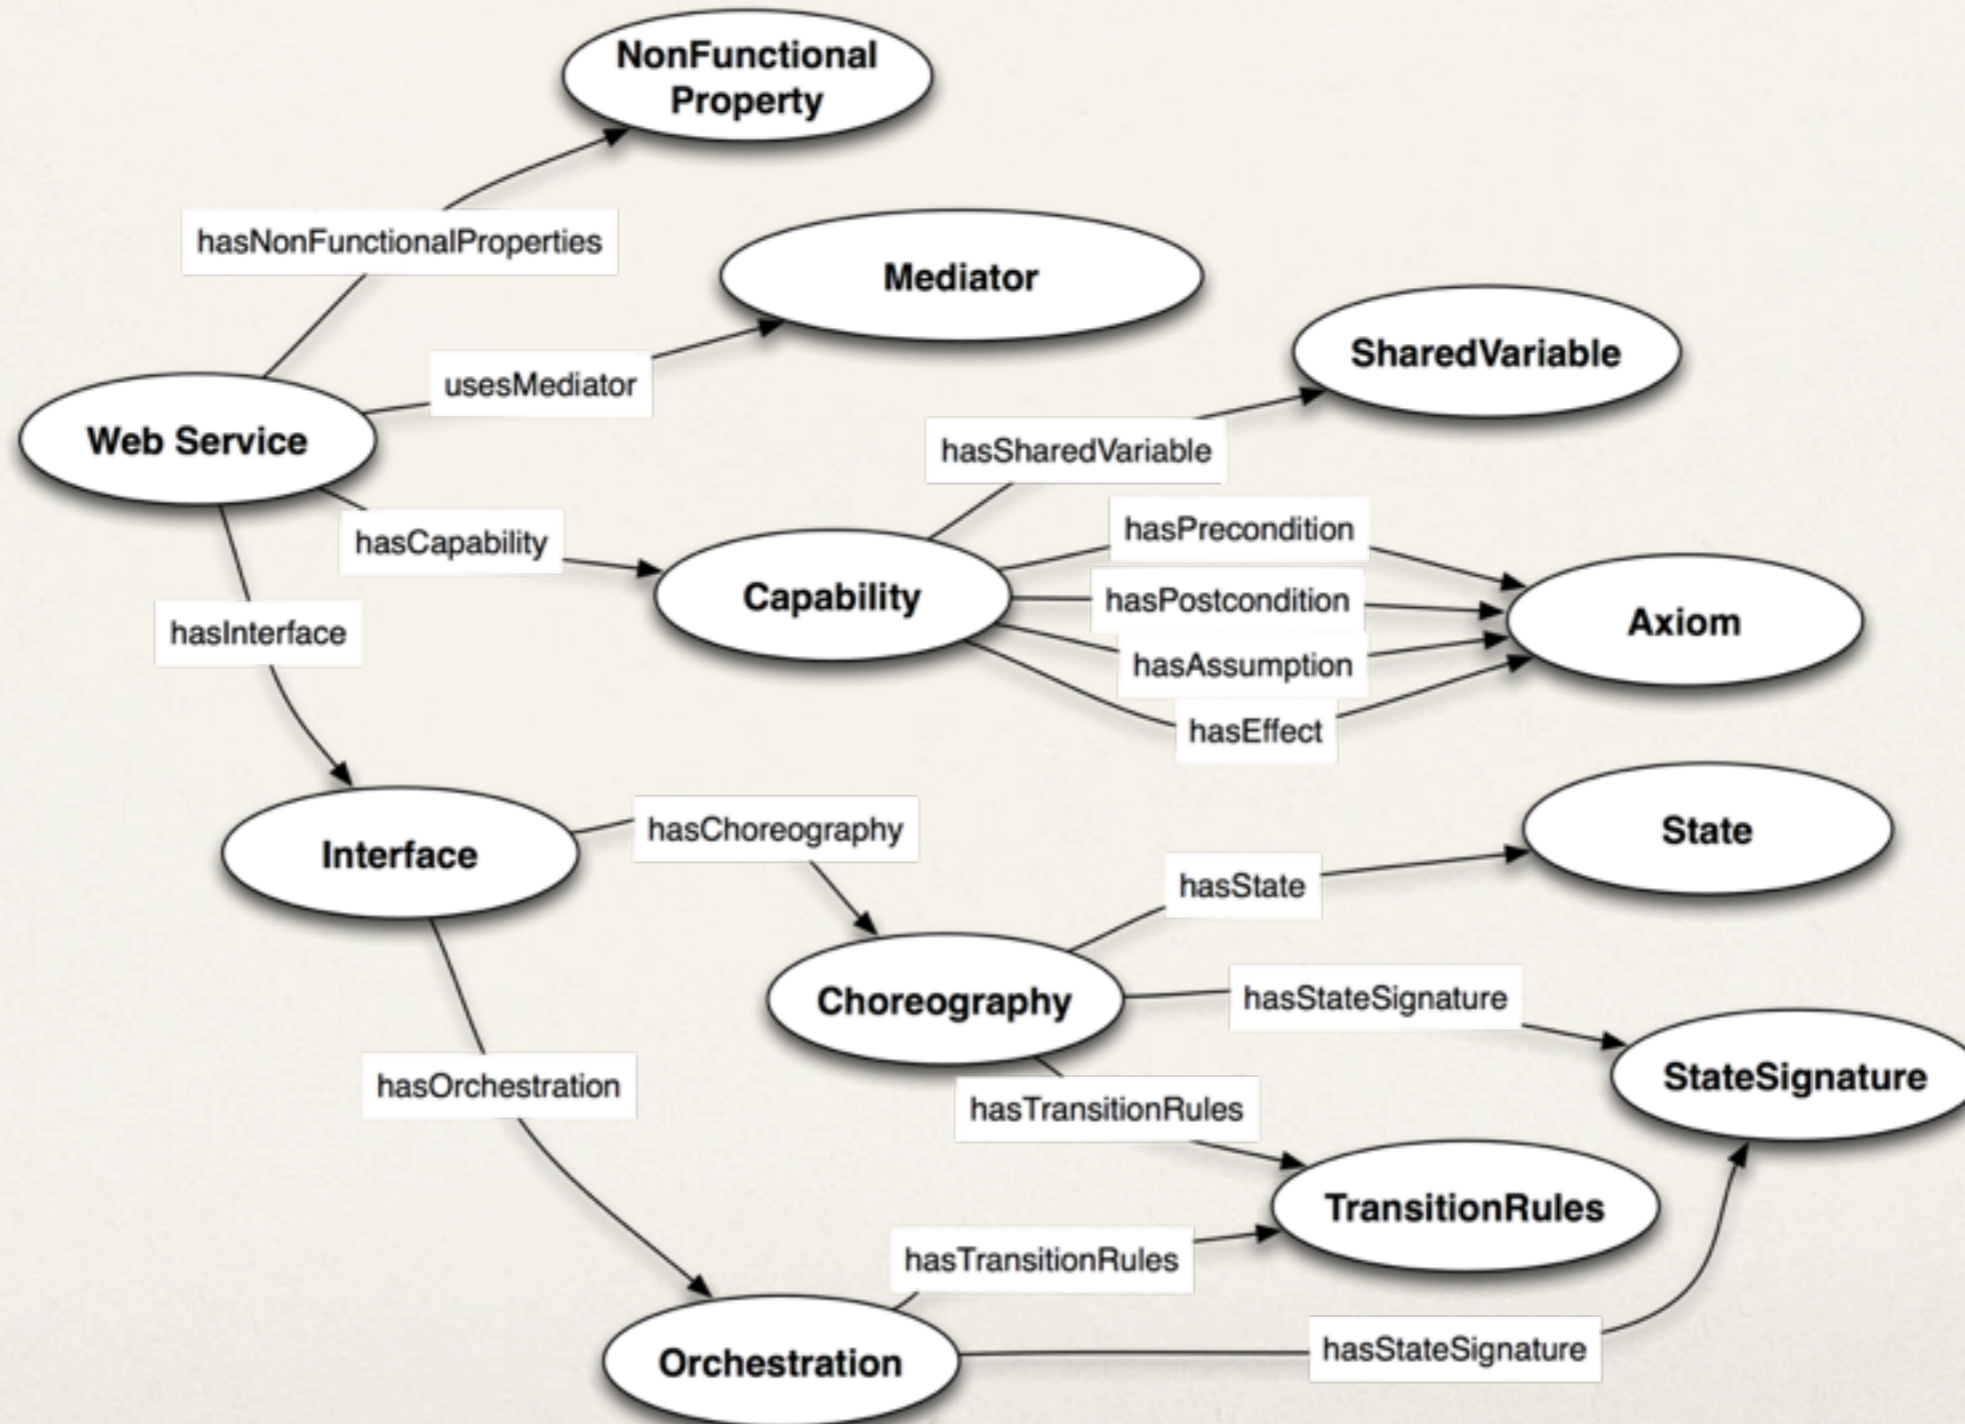 NonFunctional
Property
hasNonFunctionalProperties
Mediator
usesMediator
SharedVariable
Web Service
hasSharedVariable
hasCapability
hasPrecondition
Capability
hasPostcondition
Axiom
hasInterface
hasAssumption
hasEffect
Interface
hasChoreography
State
hasState
Choreography
hasStateSignature
StateSignature
hasOrchestration
hasTransitionRules
TransitionRules
hasTransitionRules
Orchestration
hasStateSignature